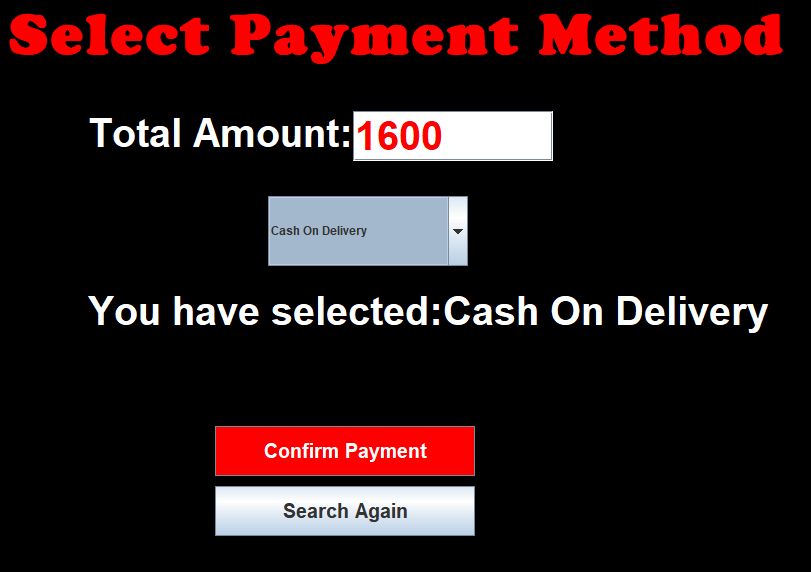 Select Payment Method
Total Amount:1600
Cash On Delivery
You have selected:Cash On Delivery
Confirm Payment
Search Again